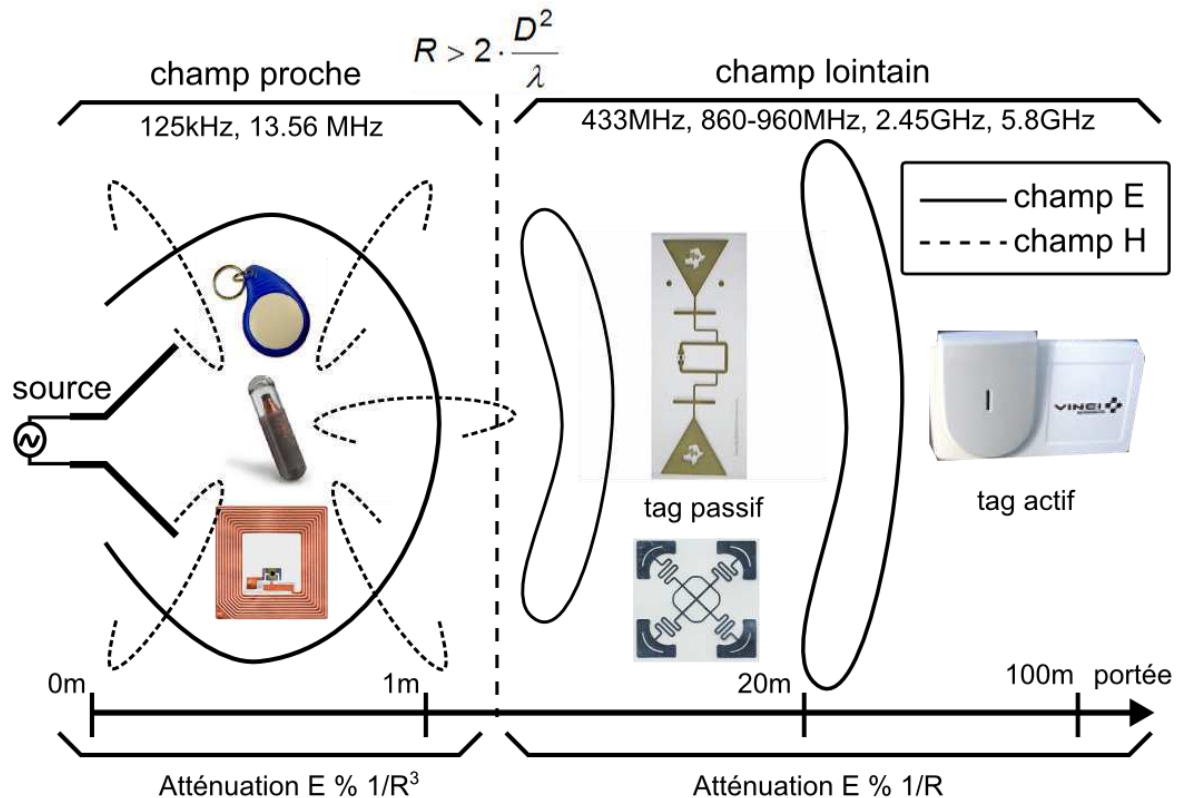 R > 2 · D² / λ
champ proche
champ lointain
125kHz, 13.56 MHz
433MHz, 860-960MHz, 2.45GHz, 5.8GHz
champ E
champ H
source
VINCI
tag passif
tag actif
0m
1m
20m
100m portée
Atténuation E % 1/R³
Atténuation E % 1/R